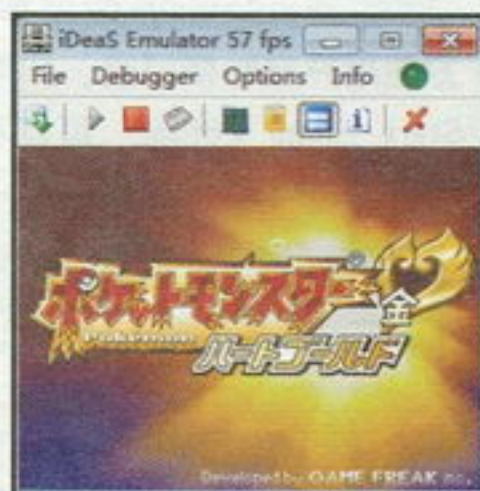 iDeaS Emulator 57 fps
File Debugger Options Info
ポケットモンスター
Pokémon
金
ハートゴールド
Developed by GAME FREAK inc.